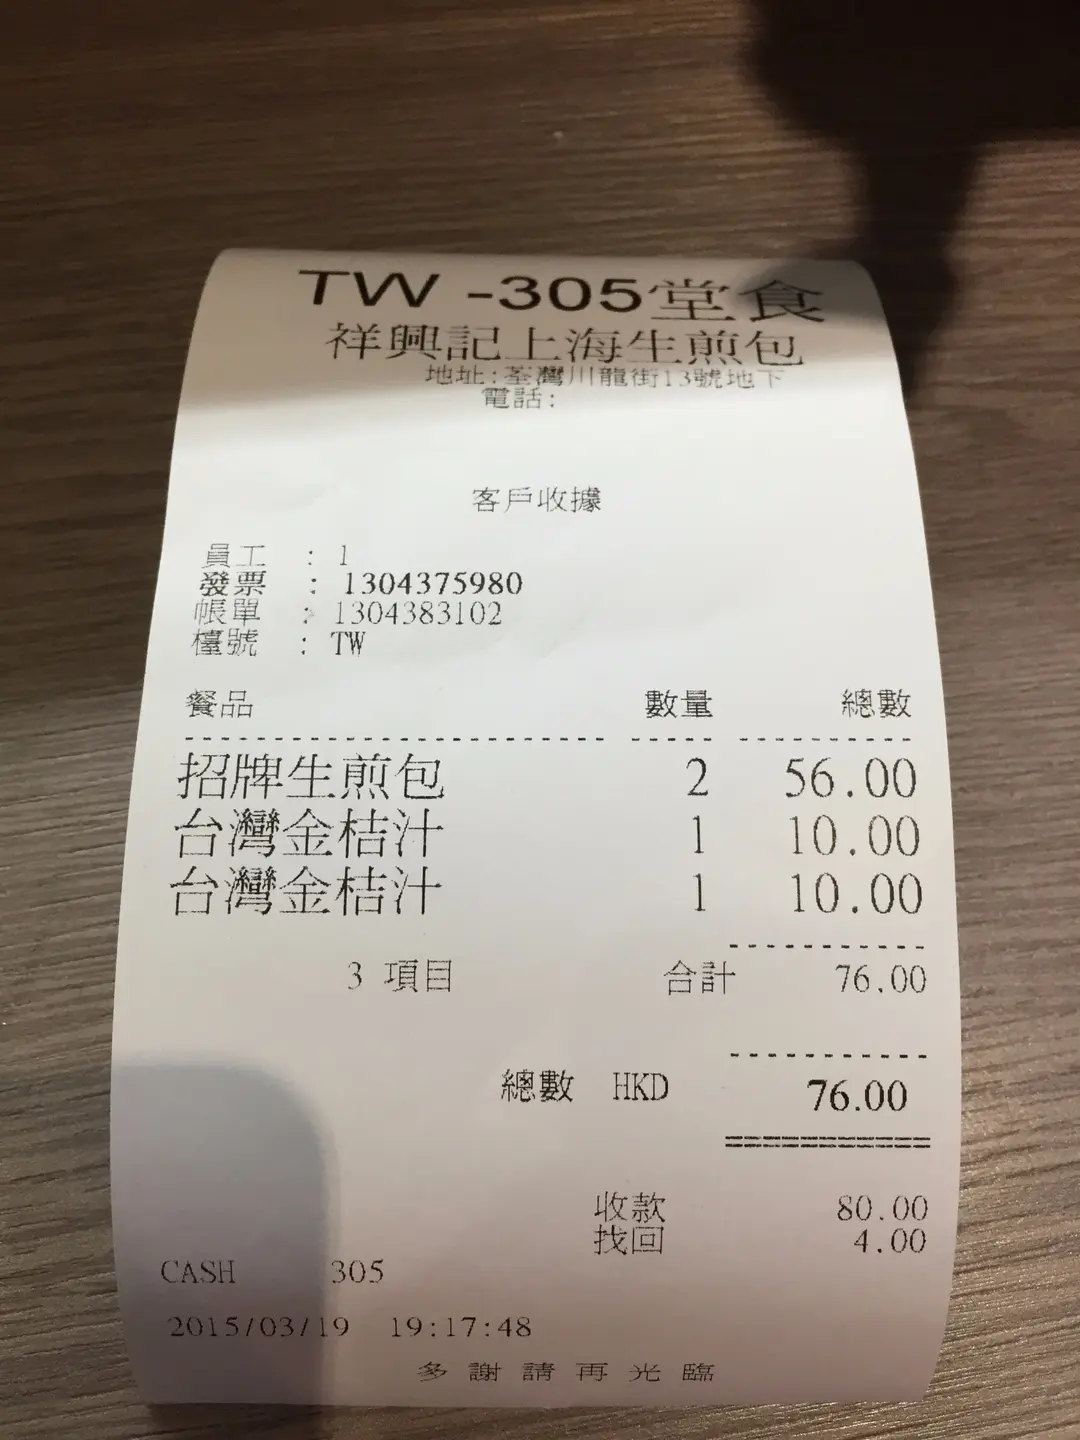 TW -305堂食
祥興記上海生煎包
地址:荃灣川龍街13號地下
電話:
客戶收據
員工 : 1
發票 : 1304375980
帳單 : 1304383102
檯號 : TW
餐品 數量 總數
招牌生煎包 2 56.00
台灣金桔汁 1 10.00
台灣金桔汁 1 10.00
3 項目 合計 76.00
總數 HKD 76.00
收款 80.00
找回 4.00
CASH 305
2015/03/19 19:17:48
多謝請再光臨